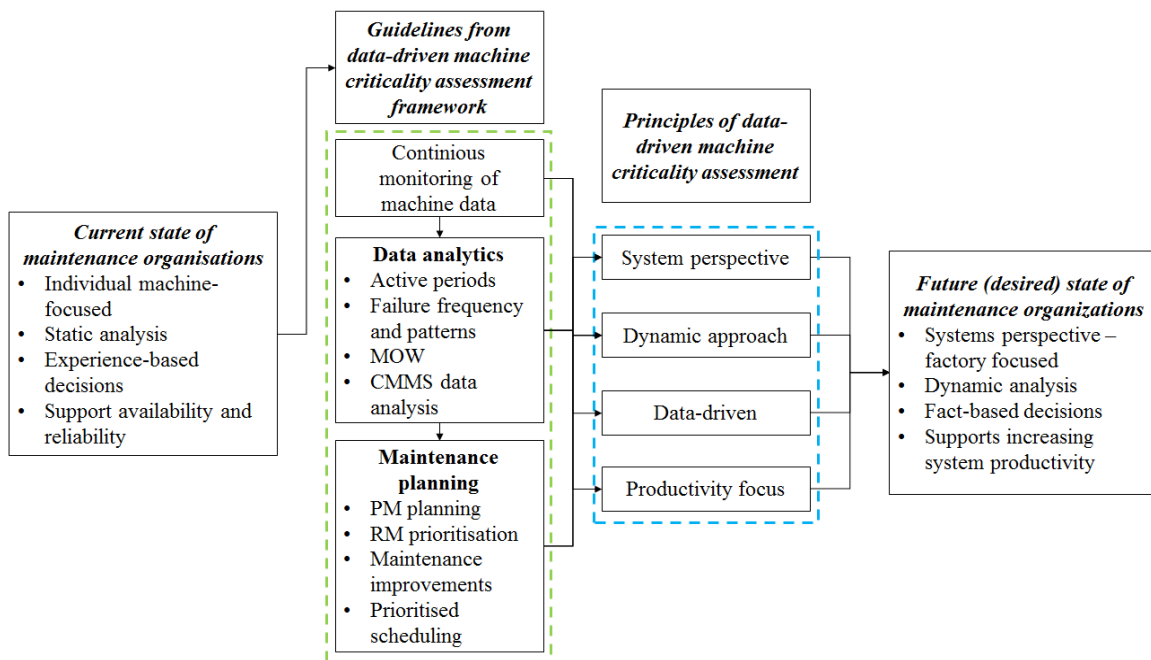 Guidelines from
data-driven machine
criticality assessment
framework
Continious
monitoring of
machine data
Data analytics
• Active periods
• Failure frequency
and patterns
• MOW
• CMMS data
analysis
Maintenance
planning
• PM planning
• RM prioritisation
• Maintenance
improvements
• Prioritised
scheduling
Current state of
maintenance organisations
• Individual machine-
focused
• Static analysis
• Experience-based
decisions
• Support availability and
reliability
Principles of data-
driven machine
criticality assessment
System perspective
Dynamic approach
Data-driven
Productivity focus
Future (desired) state of
maintenance organizations
• Systems perspective –
factory focused
• Dynamic analysis
• Fact-based decisions
• Supports increasing
system productivity